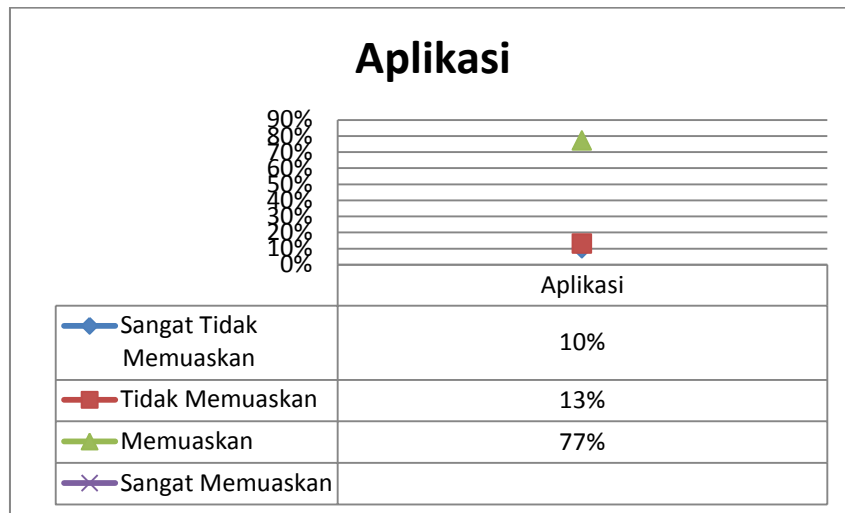 Aplikasi
90%
80%
70%
60%
50%
40%
30%
20%
10%
0%
Aplikasi
Sangat Tidak
Memuaskan
10%
Tidak Memuaskan 13%
Memuaskan 77%
Sangat Memuaskan